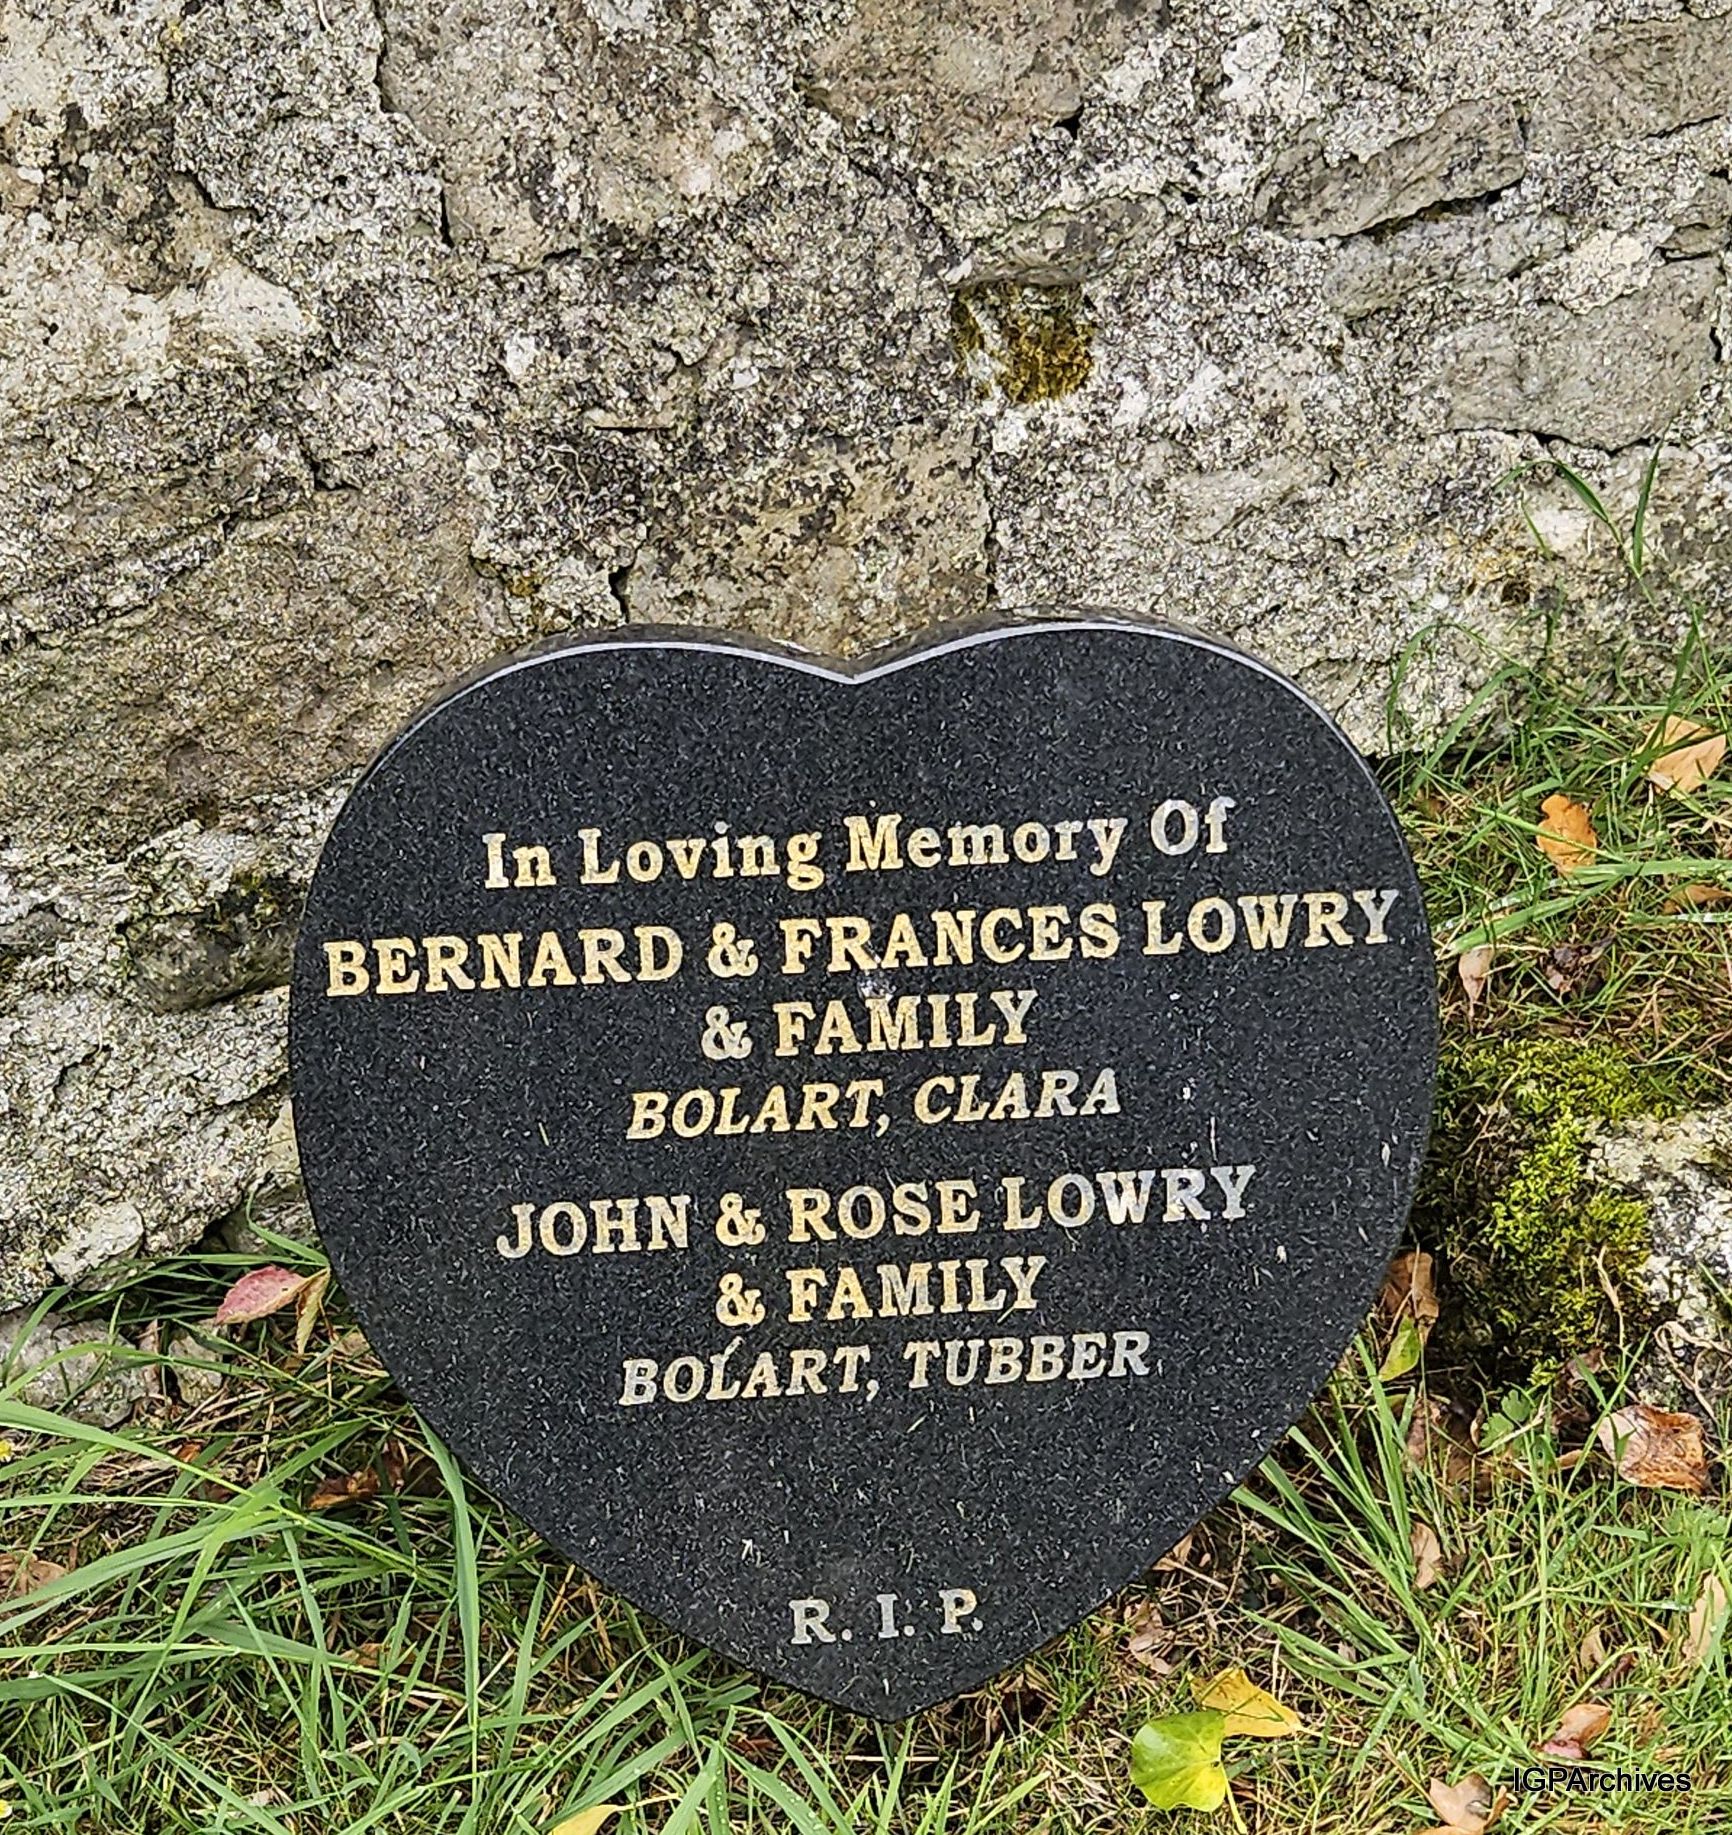 In Loving Memory Of
BERNARD & FRANCES LOWRY
& FAMILY
BOLART, CLARA
JOHN & ROSE LOWRY
& FAMILY
BOLART, TUBBER
R. I. P.
IGPArchives